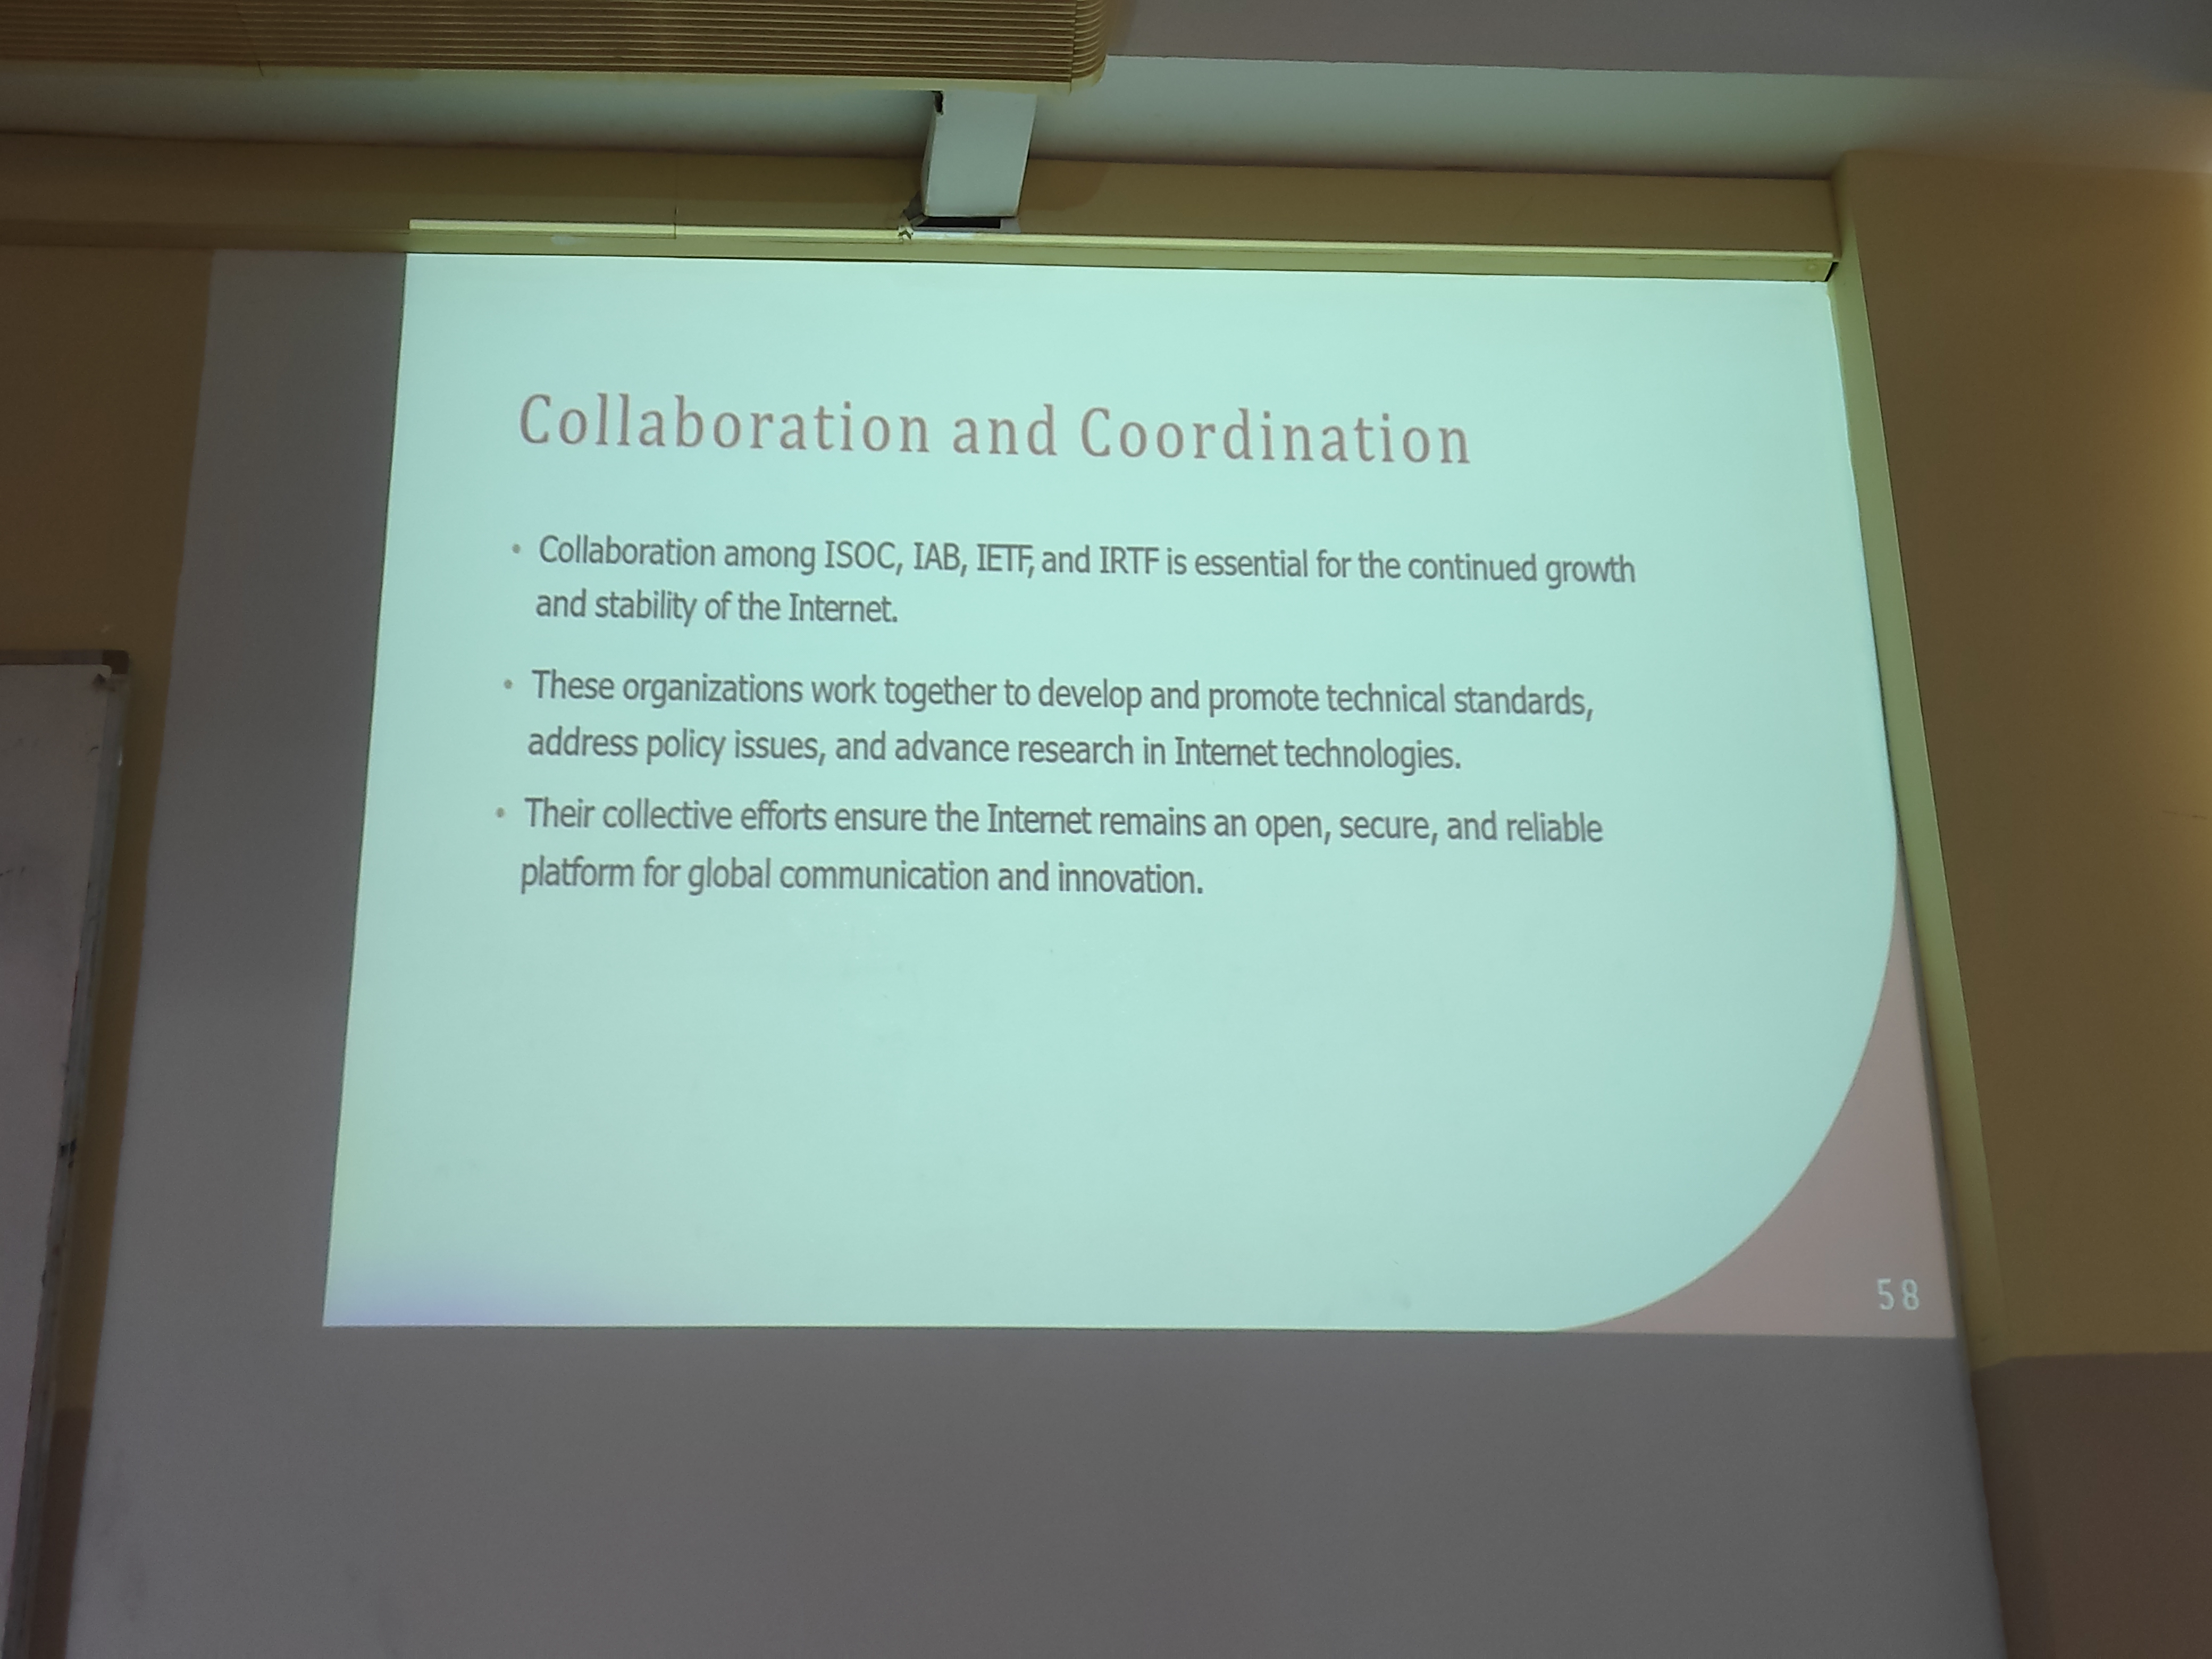 Collaboration and Coordination
• Collaboration among ISOC, IAB, IETF, and IRTF is essential for the continued growth
and stability of the Internet.
• These organizations work together to develop and promote technical standards,
address policy issues, and advance research in Internet technologies.
• Their collective efforts ensure the Internet remains an open, secure, and reliable
platform for global communication and innovation.
58